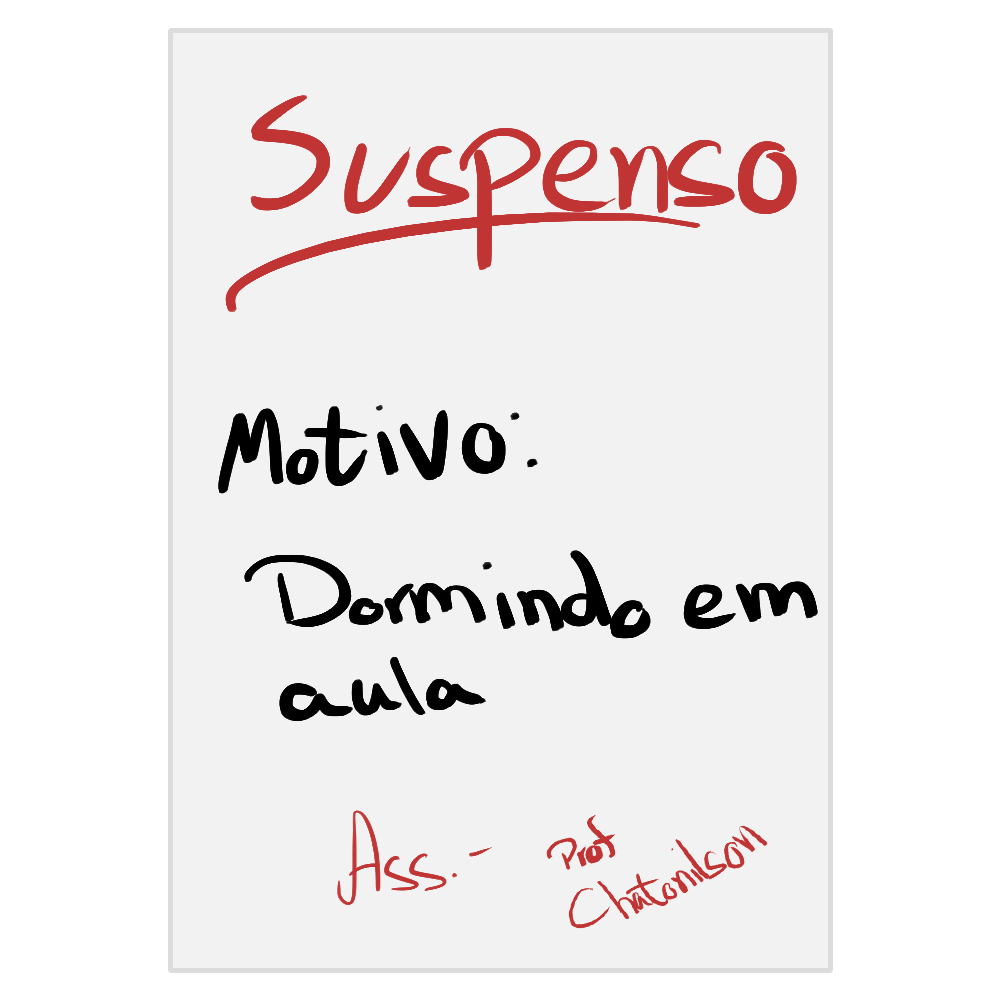 Suspenso
Motivo:
Dormindo em
aula
Ass.- Prof
Chatonilson